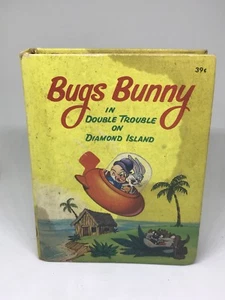 39¢
Bugs Bunny
IN
DOUBLE TROUBLE
ON
DIAMOND ISLAND